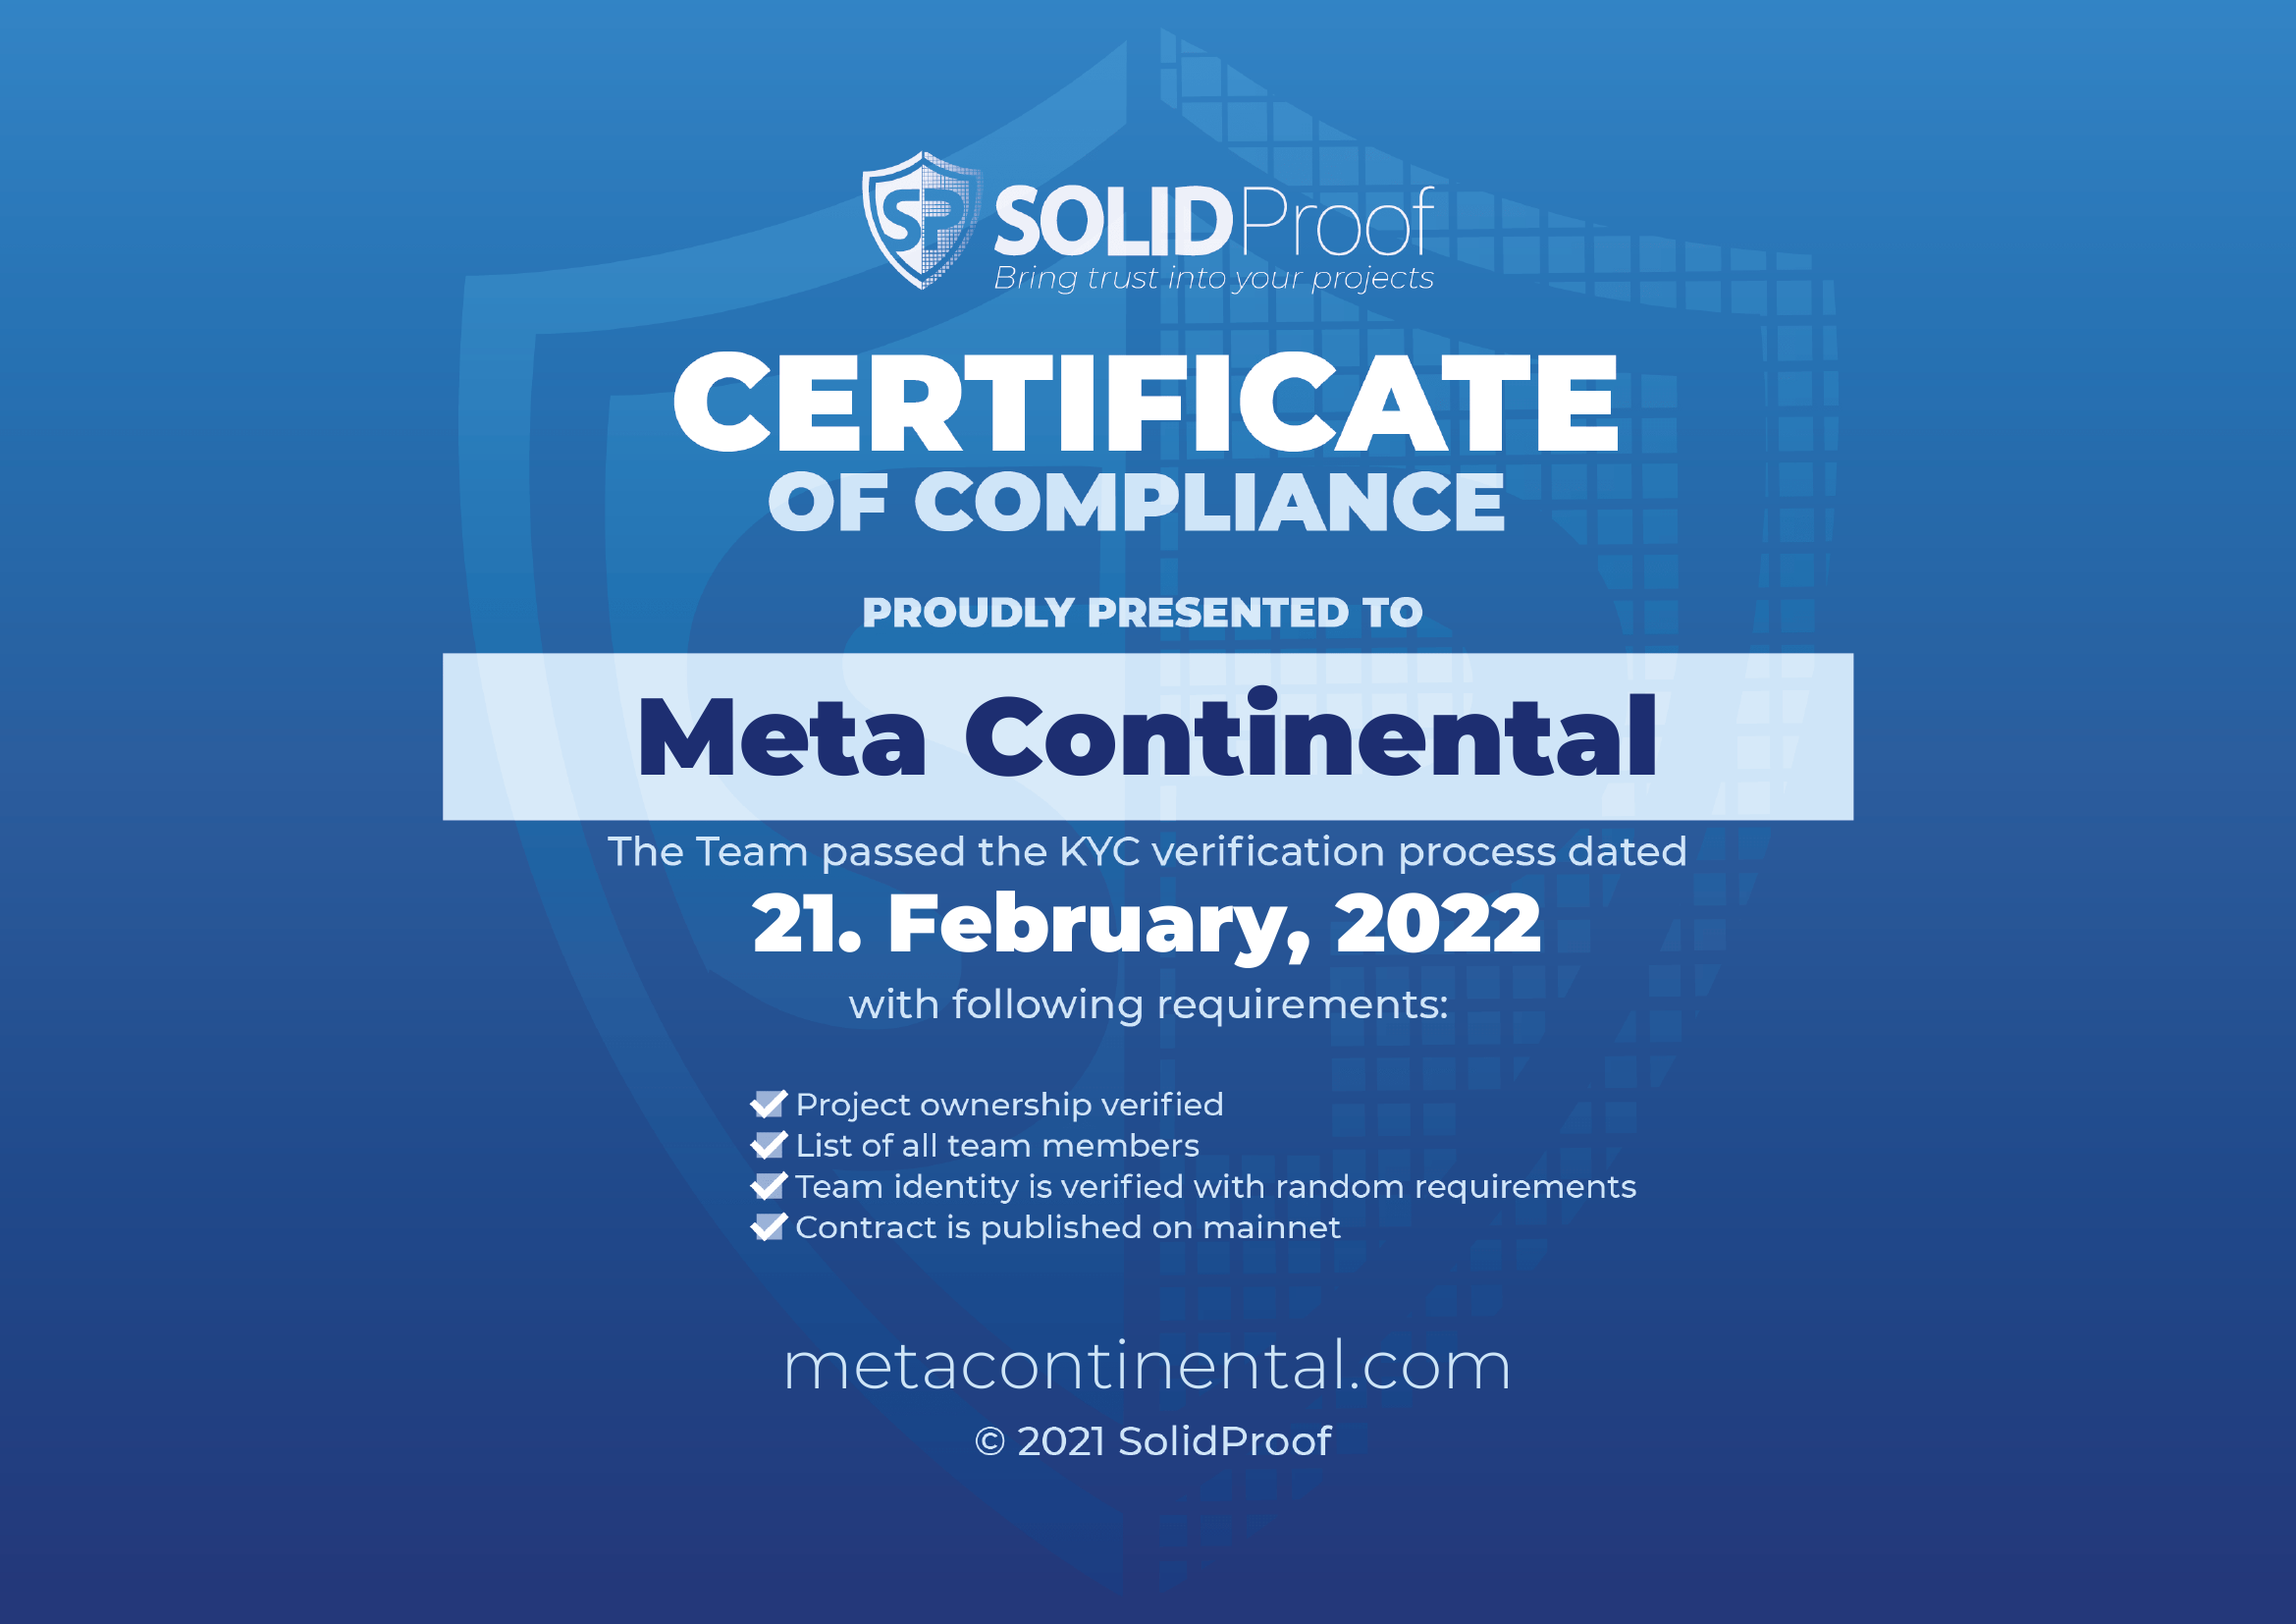 SP SOLIDProof
Bring trust into your projects
CERTIFICATE
OF COMPLIANCE
PROUDLY PRESENTED TO
Meta Continental
The Team passed the KYC verification process dated
21. February, 2022
with following requirements:
Project ownership verified
List of all team members
Team identity is verified with random requirements
Contract is published on mainnet
metacontinental.com
© 2021 SolidProof